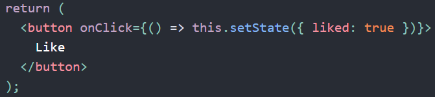 return (
  <button onClick={() => this.setState({ liked: true })}>
    Like
  </button>
);